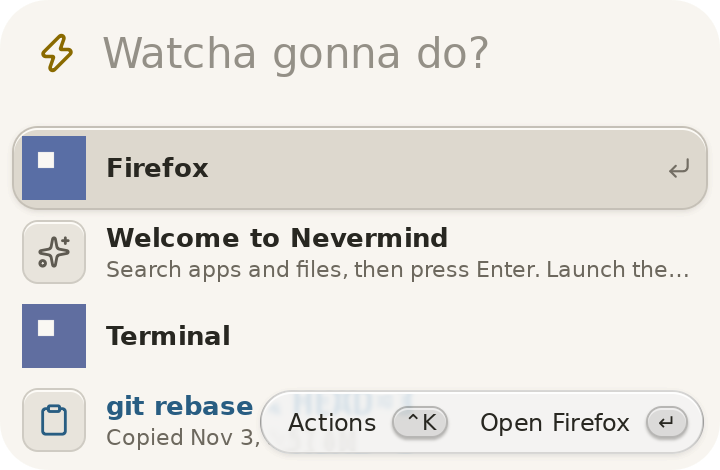 Watcha gonna do?
Firefox
Welcome to Nevermind
Search apps and files, then press Enter. Launch the…
Terminal
git rebase
Copied Nov 3,
Actions ^K Open Firefox ↵